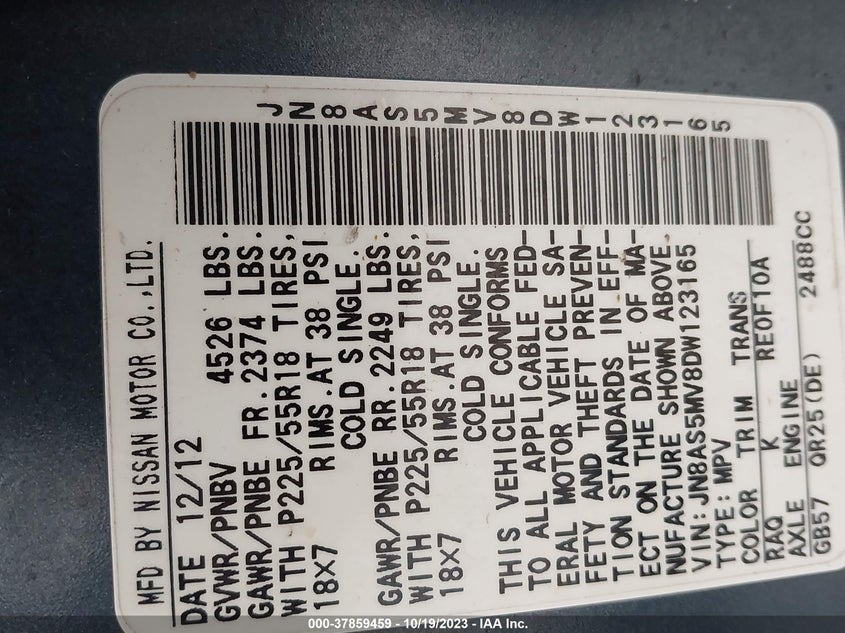 JN8AS5MV8DW123165
MFD BY NISSAN MOTOR CO.,LTD.
DATE 12/12
GVWR/PNBV 4526 LBS.
GAWR/PNBE FR.2374 LBS.
WITH P225/55R18 TIRES,
18×7 RIMS.AT 38 PSI
COLD SINGLE.
GAWR/PNBE RR.2249 LBS:
WITH P225/55R18 TIRES,
18×7 RIMS.AT 38 PSI
COLD SINGLE.
THIS VEHICLE CONFORMS
TO ALL APPLICABLE FED-
ERAL MOTOR VEHICLE SA-
FETY AND THEFT PREVEN-
TION STANDARDS IN EFF-
ECT ON THE DATE OF MA-
NUFACTURE SHOWN ABOVE.
VIN:JN8AS5MV8DW123165
TYPE:MPV
COLOR TRIM TRANS
RAQ K RE0F10A
AXLE ENGINE
GB57 QR25(DE) 2488CC
000-37859459 - 10/19/2023 - IAA Inc.